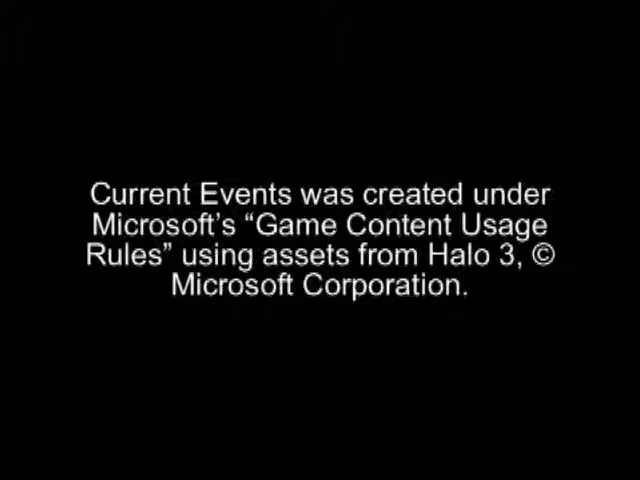 Current Events was created under
Microsoft’s “Game Content Usage
Rules” using assets from Halo 3, ©
Microsoft Corporation.